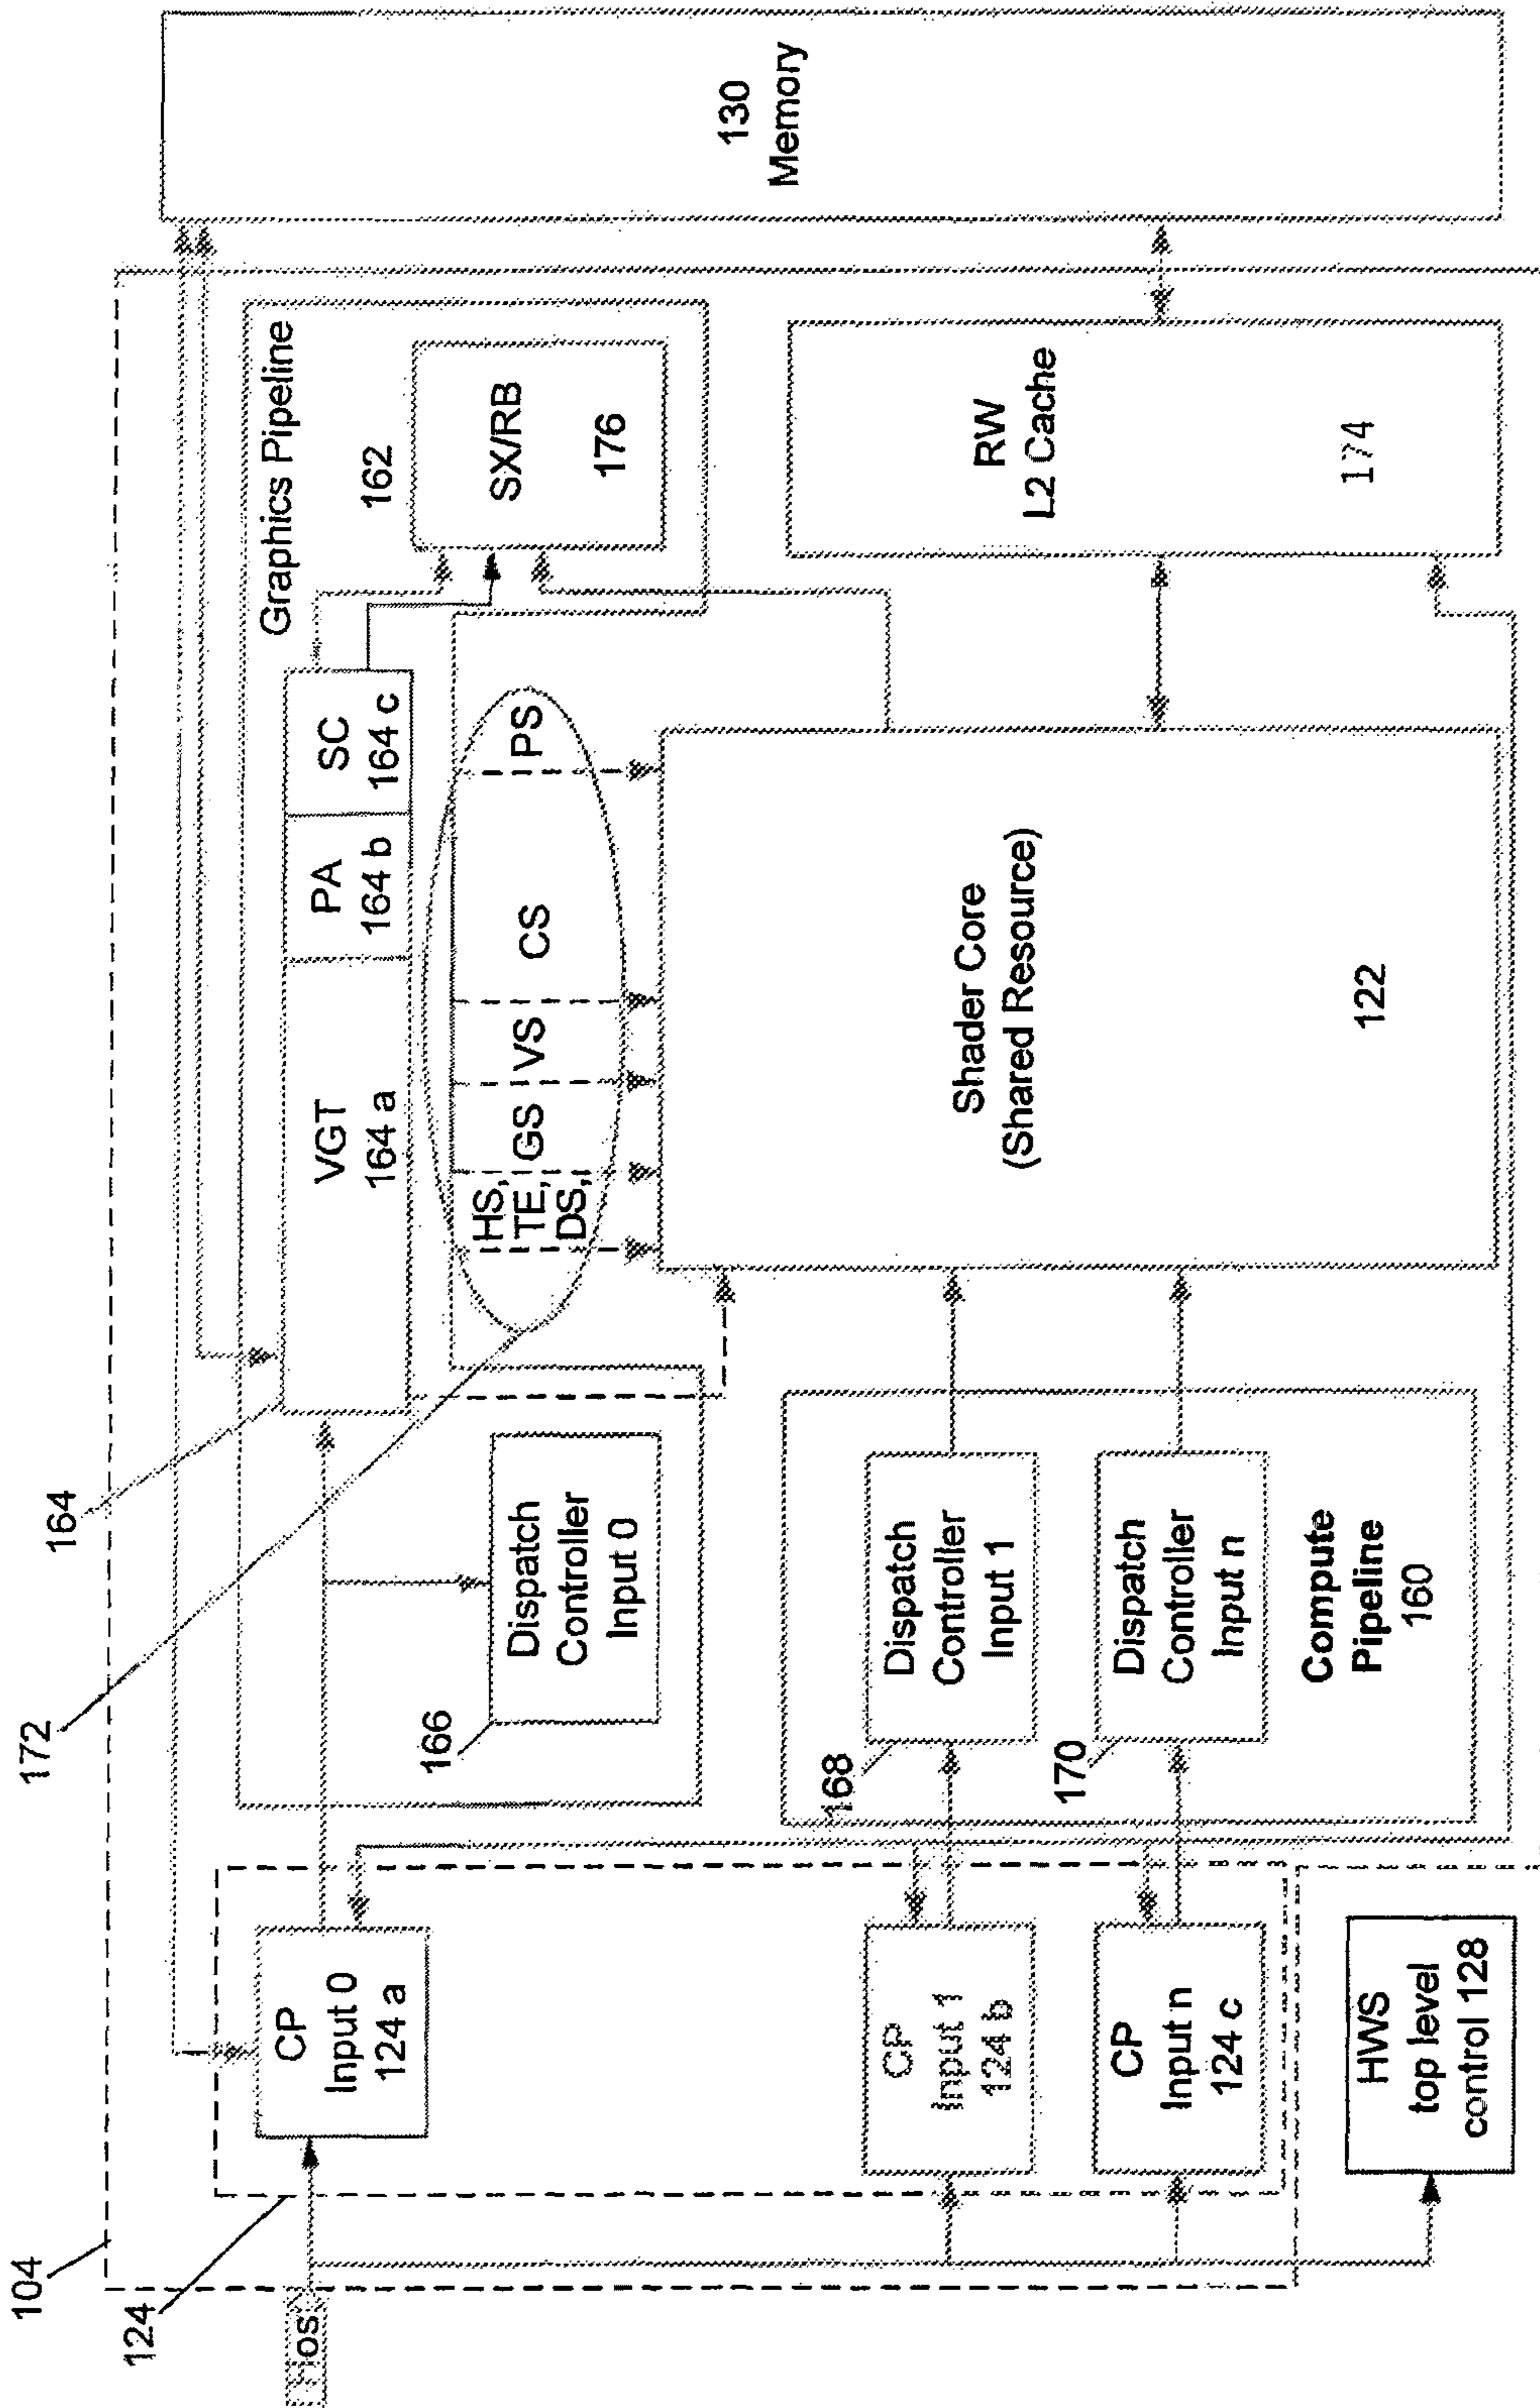 104
124
Host
CP
Input 0
124 a
CP
Input 1
124 b
CP
Input n
124 c
HWS
top level
control 128
172
164
166
Dispatch
Controller
Input 0
168
Dispatch
Controller
Input 1
170
Dispatch
Controller
Input n
Compute
Pipeline
160
VGT
164 a
PA
164 b
SC
164 c
Graphics Pipeline
162
SX/RB
176
HS,
TE,
DS,
GS
VS
CS
PS
Shader Core
(Shared Resource)
122
RW
L2 Cache
174
130
Memory